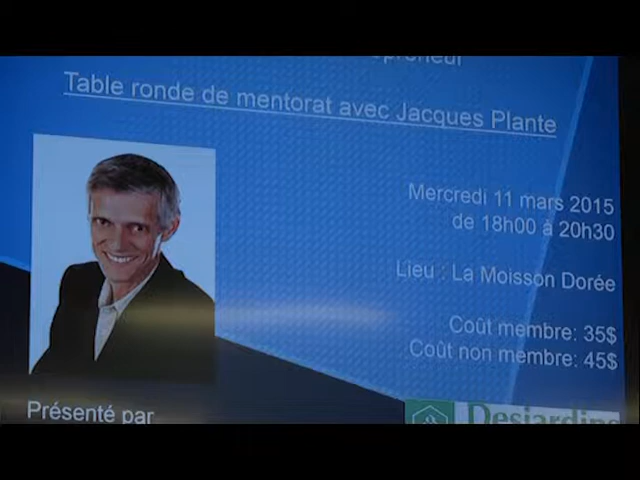 Table ronde de mentorat avec Jacques Plante
Mercredi 11 mars 2015
de 18h00 à 20h30
Lieu : La Moisson Dorée
Coût membre: 35$
Coût non membre: 45$
Présenté par
Desjardins